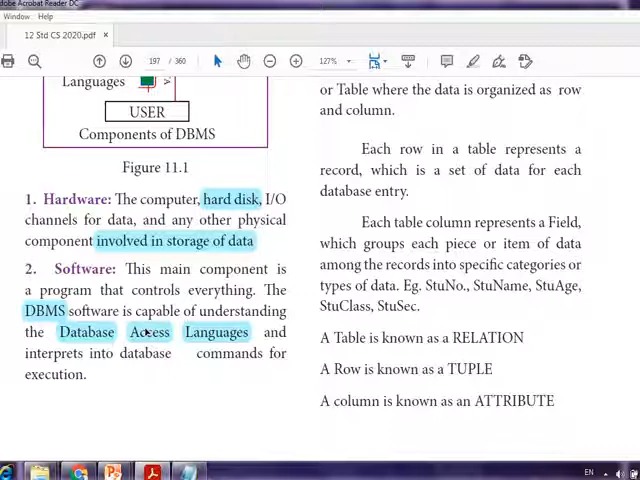 Adobe Acrobat Reader DC
Window Help
12 Std CS 2020.pdf ×
197 / 360
127%
Languages
USER
Components of DBMS
Figure 11.1
1. Hardware: The computer, hard disk, I/O
channels for data, and any other physical
component involved in storage of data
2. Software: This main component is
a program that controls everything. The
DBMS software is capable of understanding
the Database Access Languages and
interprets into database commands for
execution.
or Table where the data is organized as row
and column.
Each row in a table represents a
record, which is a set of data for each
database entry.
Each table column represents a Field,
which groups each piece or item of data
among the records into specific categories or
types of data. Eg. StuNo., StuName, StuAge,
StuClass, StuSec.
A Table is known as a RELATION
A Row is known as a TUPLE
A column is known as an ATTRIBUTE
EN